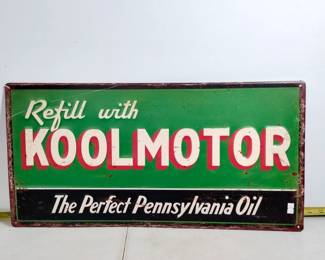 Refill with
KOOLMOTOR
The Perfect Pennsylvania Oil